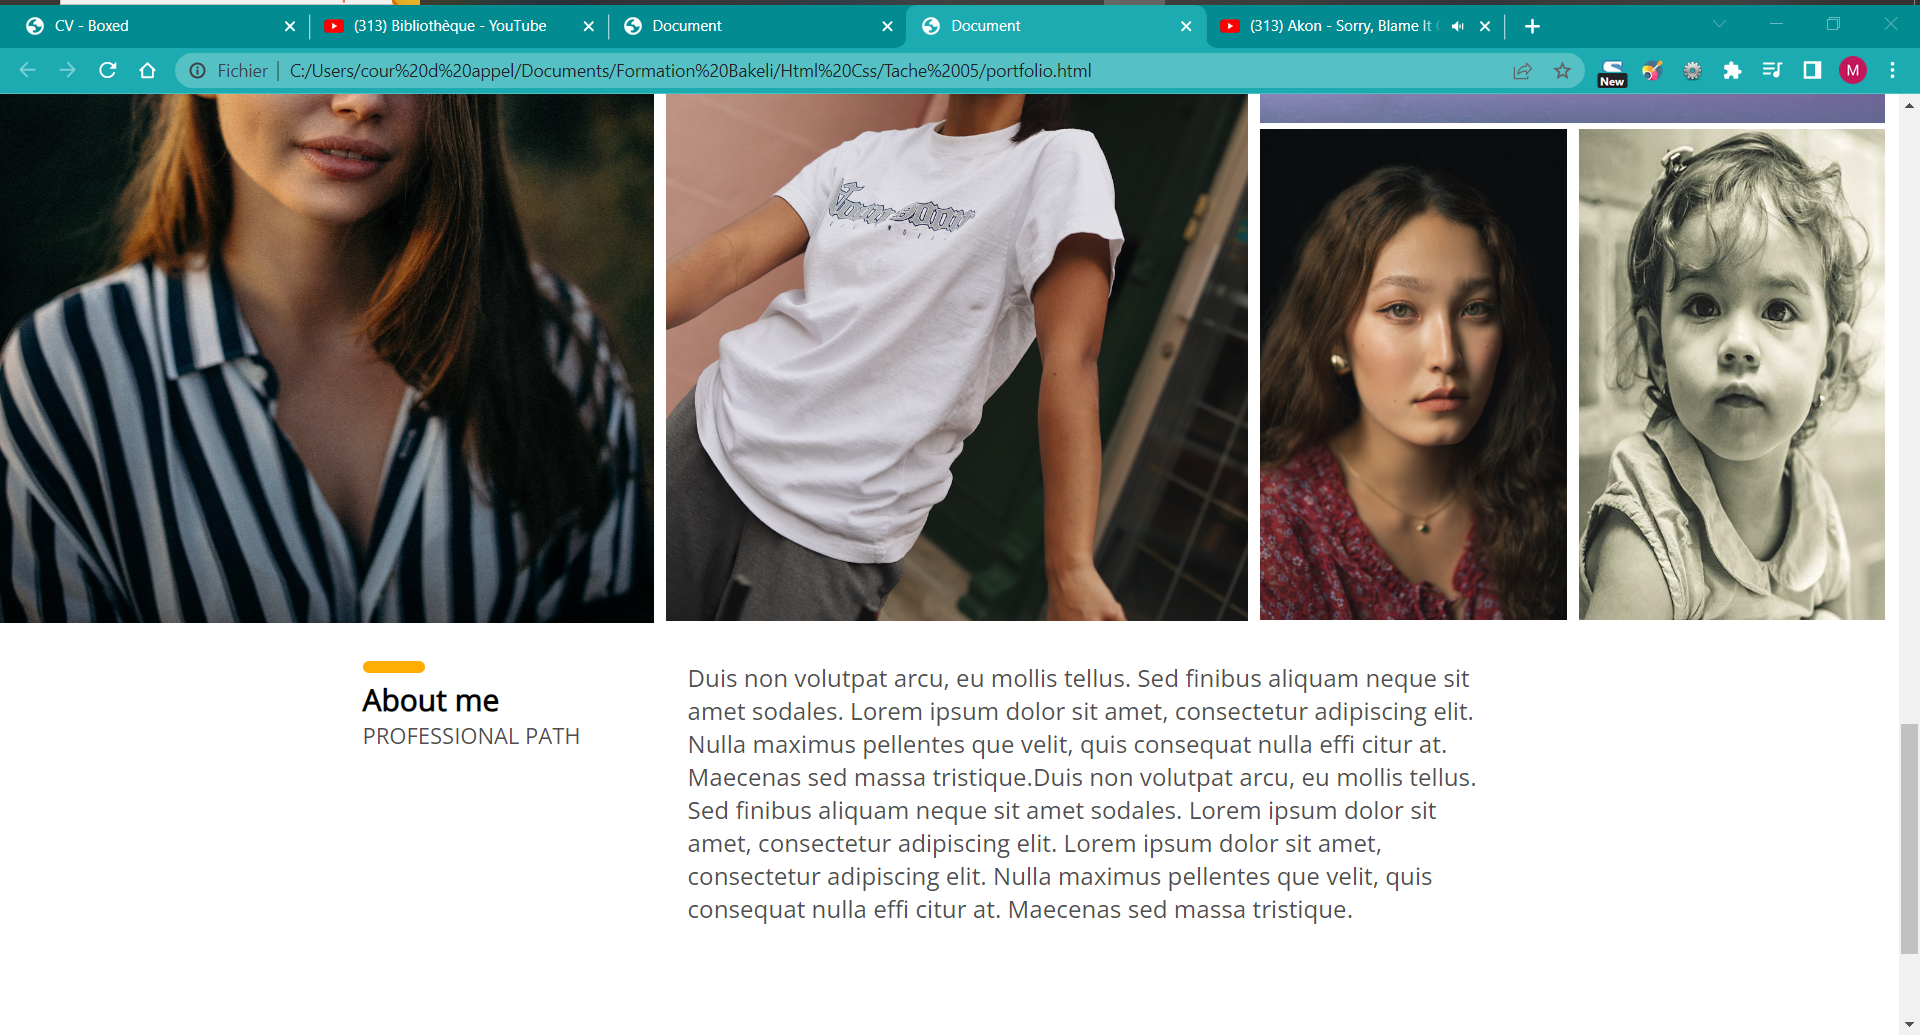 CV - Boxed
(313) Bibliothèque - YouTube
Document
Document
(313) Akon - Sorry, Blame It
Fichier
C:/Users/cour%20d%20appel/Documents/Formation%20Bakeli/Html%20Css/Tache%2005/portfolio.html
New
M
About me
PROFESSIONAL PATH
Duis non volutpat arcu, eu mollis tellus. Sed finibus aliquam neque sit
amet sodales. Lorem ipsum dolor sit amet, consectetur adipiscing elit.
Nulla maximus pellentes que velit, quis consequat nulla effi citur at.
Maecenas sed massa tristique.Duis non volutpat arcu, eu mollis tellus.
Sed finibus aliquam neque sit amet sodales. Lorem ipsum dolor sit
amet, consectetur adipiscing elit. Lorem ipsum dolor sit amet,
consectetur adipiscing elit. Nulla maximus pellentes que velit, quis
consequat nulla effi citur at. Maecenas sed massa tristique.